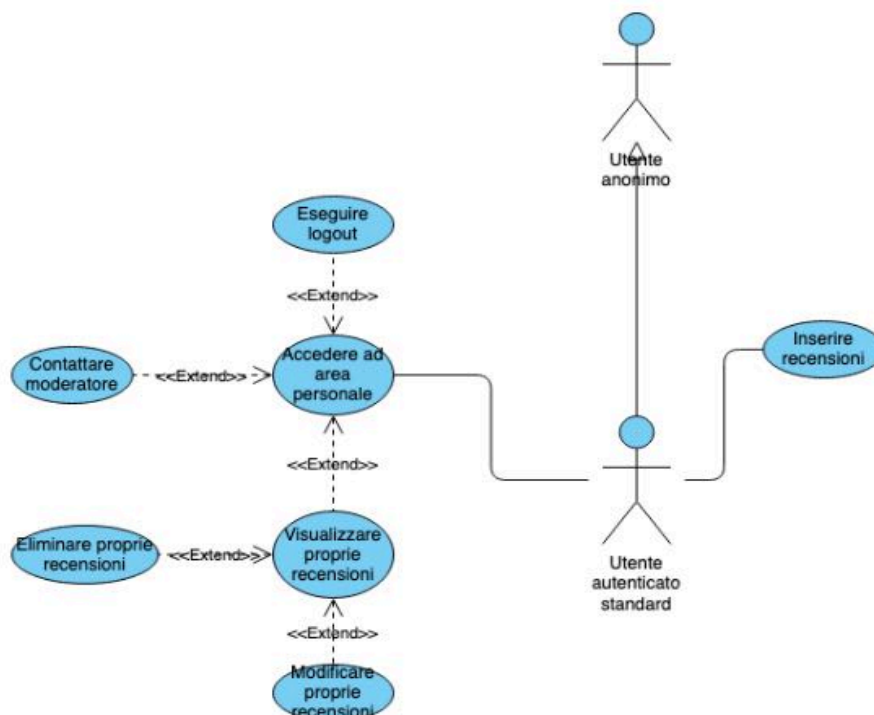 Utente
anonimo
Eseguire
logout
<<Extend>>
Inserire
recensioni
Contattare
moderatore
<<Extend>>
Accedere ad
area
personale
<<Extend>>
Eliminare proprie
recensioni
<<Extend>>
Visualizzare
proprie
recensioni
Utente
autenticato
standard
<<Extend>>
Modificare
proprie
recensioni